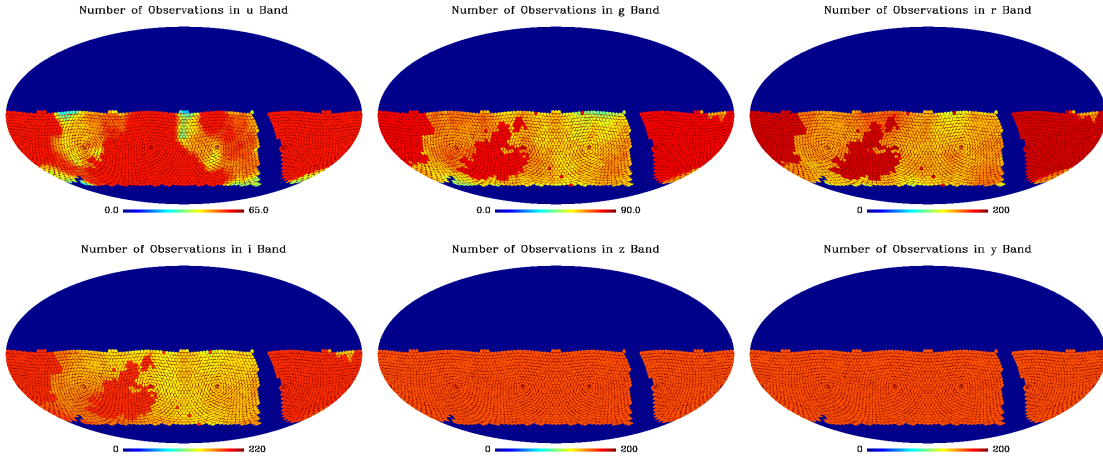 Number of Observations in u Band
Number of Observations in g Band
Number of Observations in r Band
0.0 65.0
0.0 90.0
0 200
Number of Observations in i Band
Number of Observations in z Band
Number of Observations in y Band
0 220
0 200
0 200